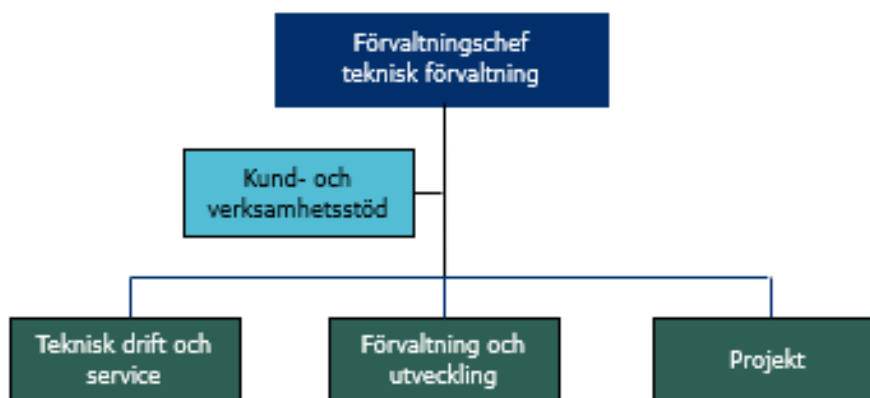 Förvaltningschef
teknisk förvaltning
Kund- och
verksamhetsstöd
Teknisk drift och
service
Förvaltning och
utveckling
Projekt